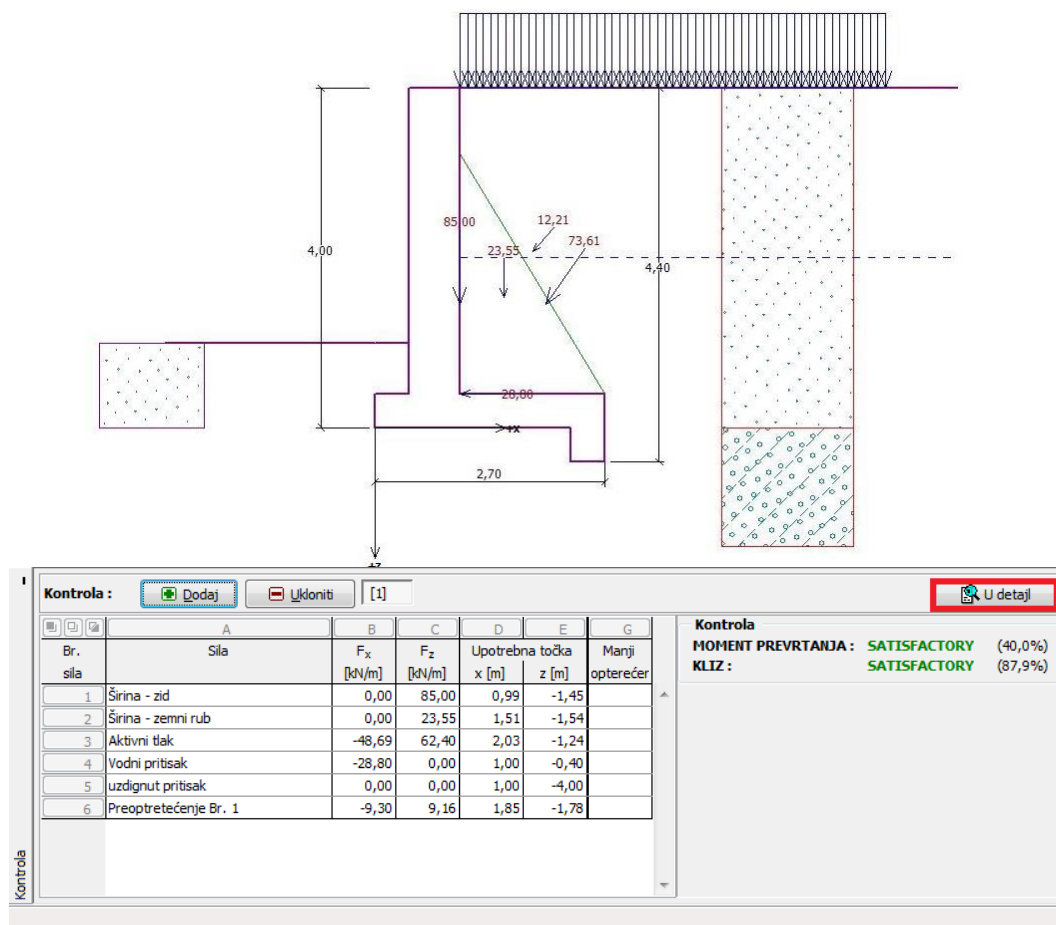 85,00
12,21
23,55
73,61
4,00
4,40
28,80
+x
2,70
+z
Kontrola :
Dodaj
Ukloniti
[1]
U detajl
A B C D E G
Br. sila Sila Fx [kN/m] Fz [kN/m] Upotrebna točka x [m] z [m] Manji opterećer
1 Širina - zid 0,00 85,00 0,99 -1,45
2 Širina - zemni rub 0,00 23,55 1,51 -1,54
3 Aktivni tlak -48,69 62,40 2,03 -1,24
4 Vodni pritisak -28,80 0,00 1,00 -0,40
5 uzdignut pritisak 0,00 0,00 1,00 -4,00
6 Preoptretećenje Br. 1 -9,30 9,16 1,85 -1,78
Kontrola
MOMENT PREVRTANJA : SATISFACTORY (40,0%)
KLIZ : SATISFACTORY (87,9%)
Kontrola